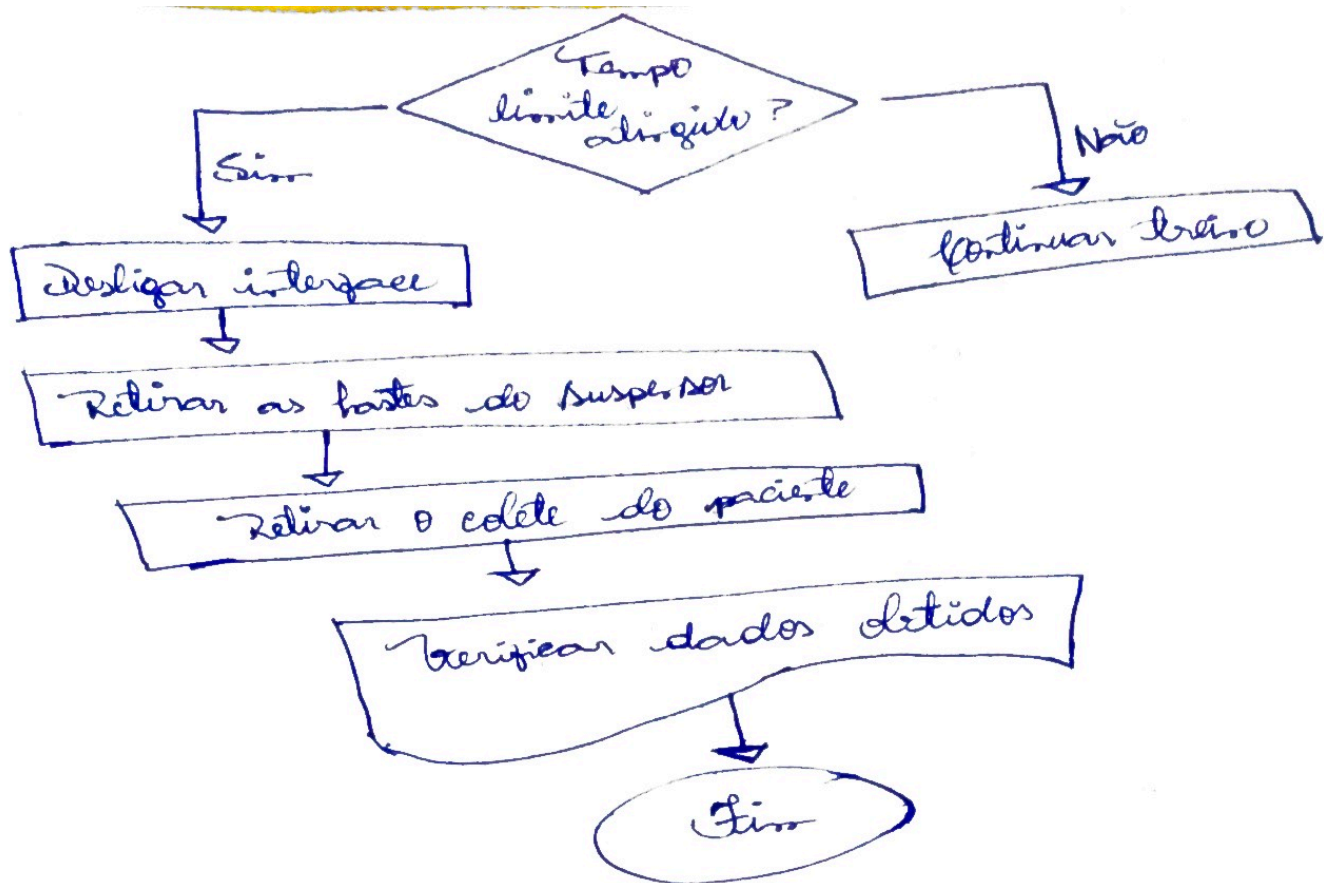 Tempo
limite
atingido?
Sim
Não
Desligar interface
Continuar treino
Retirar as hastes do suspensor
Retirar o colete do paciente
Verificar dados obtidos
Fim